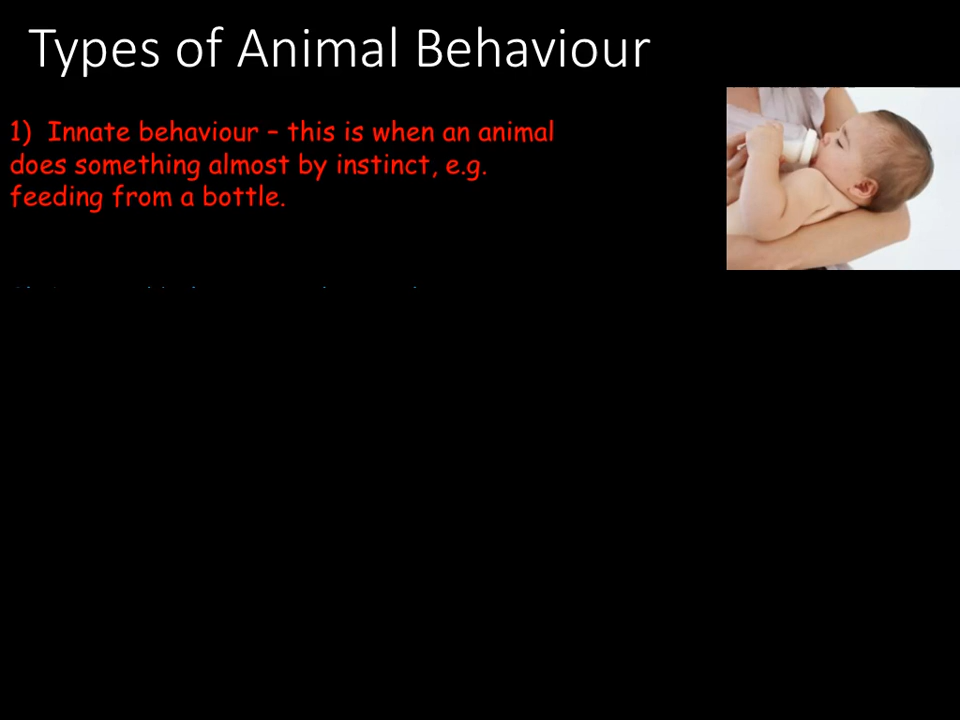 Types of Animal Behaviour
1) Innate behaviour – this is when an animal
does something almost by instinct, e.g.
feeding from a bottle.